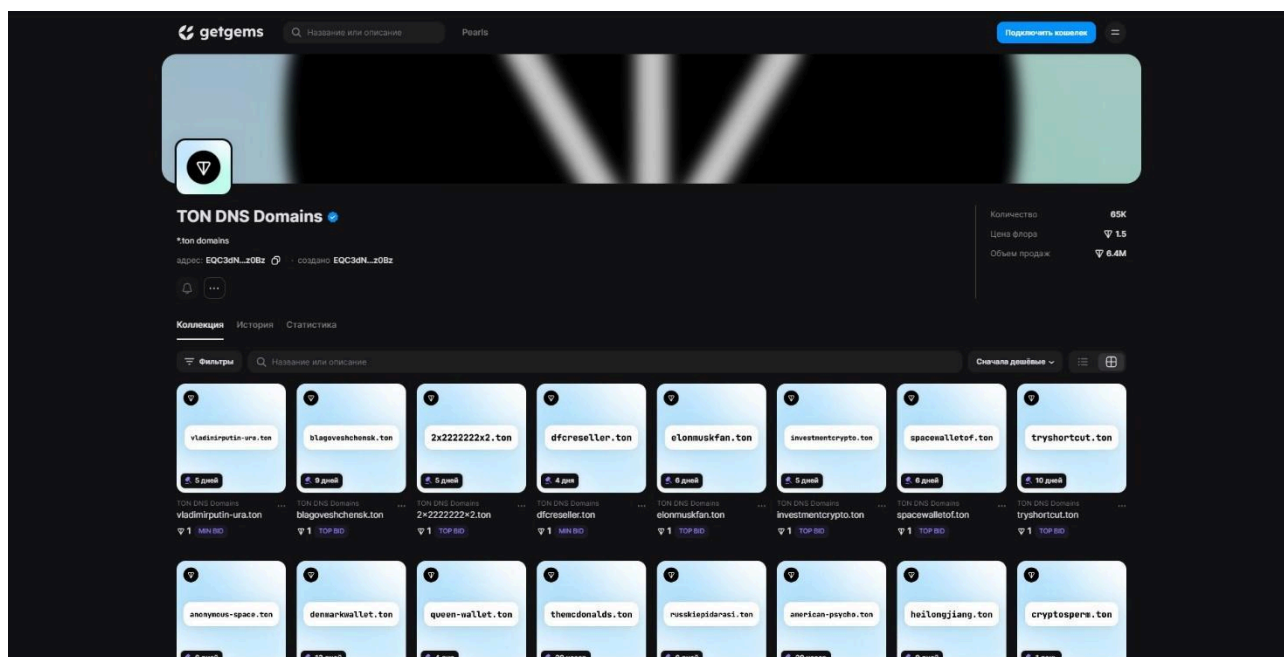 getgems
Название или описание
Pearls
Подключить кошелек
TON DNS Domains
*.ton domains
адрес: EQC3dN...z0Bz · создано EQC3dN...z0Bz
Количество 65K
Цена флора 1.5
Объем продаж 6.4M
Коллекция История Статистика
Фильтры
Название или описание
Сначала дешёвые
vladimirputin-ura.ton blagoveshchensk.ton 2x2222222x2.ton dfcreseller.ton elonmuskfan.ton investmentcrypto.ton spacewalletof.ton tryshortcut.ton
5 дней 9 дней 5 дней 4 дня 6 дней 5 дней 6 дней 10 дней
TON DNS Domains ... TON DNS Domains ... TON DNS Domains ... TON DNS Domains ... TON DNS Domains ... TON DNS Domains ... TON DNS Domains ... TON DNS Domains ...
vladimirputin-ura.ton blagoveshchensk.ton 2×2222222×2.ton dfcreseller.ton elonmuskfan.ton investmentcrypto.ton spacewalletof.ton tryshortcut.ton
1 MIN BID 1 TOP BID 1 TOP BID 1 MIN BID 1 TOP BID 1 TOP BID 1 TOP BID 1 TOP BID
anonymous-space.ton denmarkwallet.ton queen-wallet.ton themcdonalds.ton russkiepidarasi.ton american-psycho.ton heilongjiang.ton cryptosperm.ton